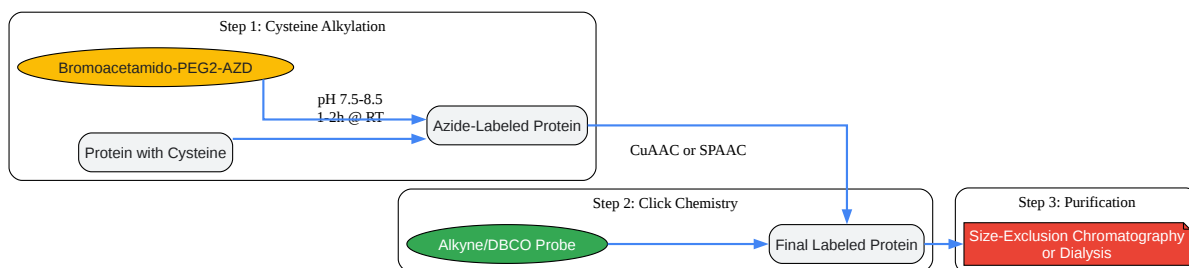 Step 1: Cysteine Alkylation
Bromoacetamido-PEG2-AZD
pH 7.5-8.5
1-2h @ RT
Azide-Labeled Protein
Protein with Cysteine
CuAAC or SPAAC
Step 2: Click Chemistry
Alkyne/DBCO Probe
Final Labeled Protein
Step 3: Purification
Size-Exclusion Chromatography
or Dialysis